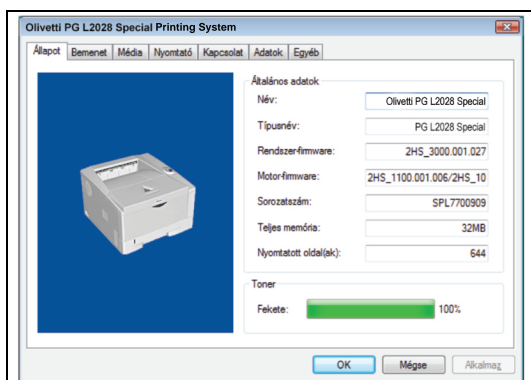 Olivetti PG L2028 Special Printing System
Állapot Bemenet Média Nyomtató Kapcsolat Adatok Egyéb
Általános adatok
Név: Olivetti PG L2028 Special
Típusnév: PG L2028 Special
Rendszer-firmware: 2HS_3000.001.027
Motor-firmware: 2HS_1100.001.006/2HS_10
Sorozatszám: SPL7700909
Teljes memória: 32MB
Nyomtatott oldal(ak): 644
Toner
Fekete: 100%
OK Mégse Alkalmaz